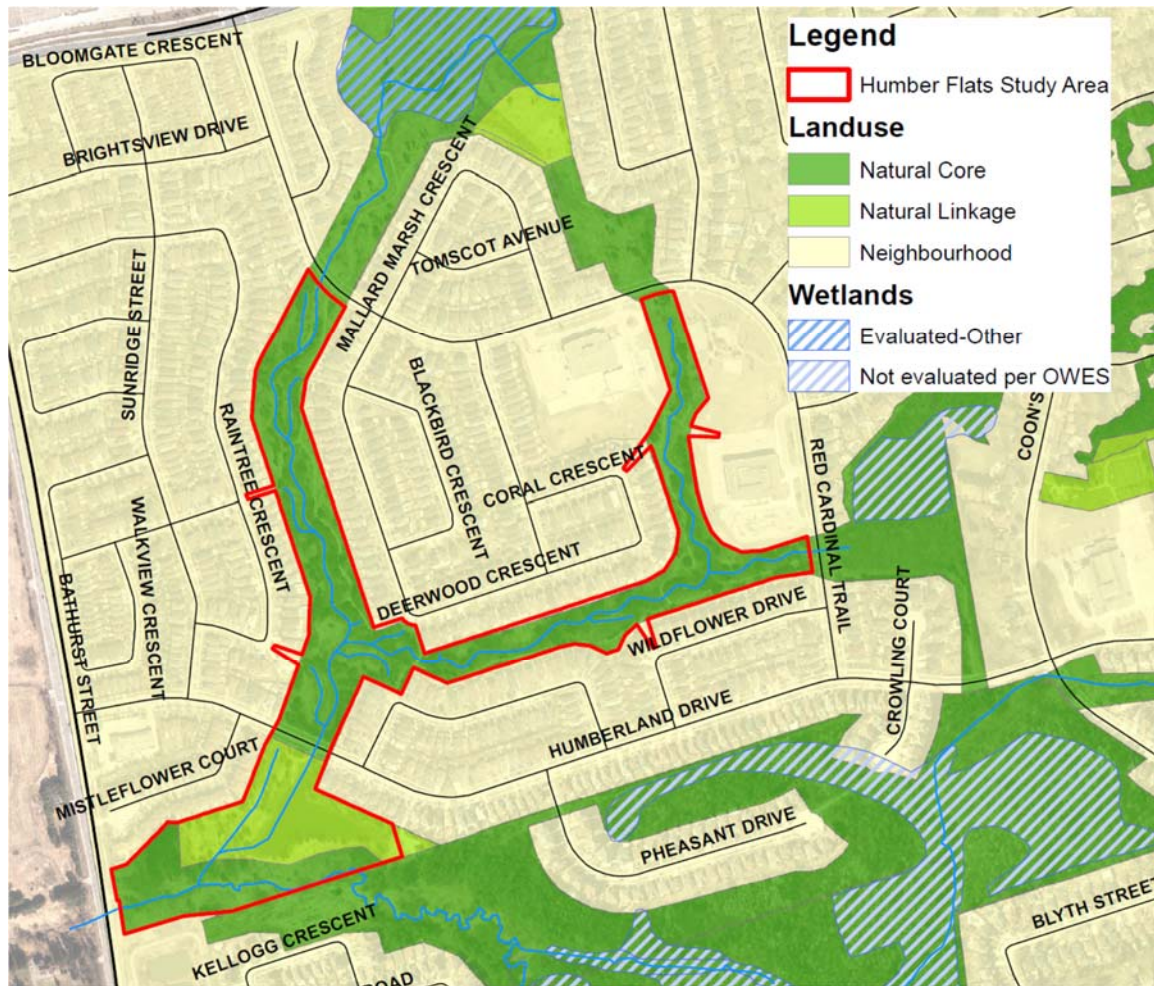 BLOOMGATE CRESCENT
BRIGHTSVIEW DRIVE
SUNRIDGE STREET
RAINTREE CRESCENT
WALKVIEW CRESCENT
BATHURST STREET
MALLARD MARSH CRESCENT
TOMSCOT AVENUE
BLACKBIRD CRESCENT
CORAL CRESCENT
DEERWOOD CRESCENT
WILDFLOWER DRIVE
RED CARDINAL TRAIL
COON'S
CROWLING COURT
HUMBERLAND DRIVE
MISTLEFLOWER COURT
PHEASANT DRIVE
BLYTH STREET
KELLOGG CRESCENT
ROAD
Legend
Humber Flats Study Area
Landuse
Natural Core
Natural Linkage
Neighbourhood
Wetlands
Evaluated-Other
Not evaluated per OWES